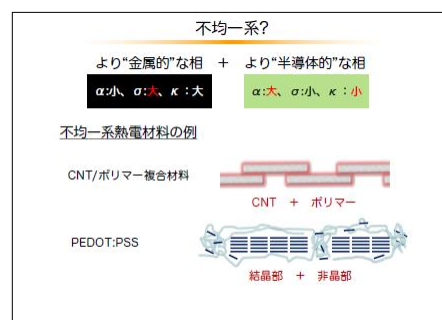 不均一系?
より“金属的”な相 + より“半導体的”な相
α:小、σ:大、κ:大 α:大、σ:小、κ:小
不均一系熱電材料の例
CNT/ポリマー複合材料
CNT + ポリマー
PEDOT:PSS
結晶部 + 非晶部